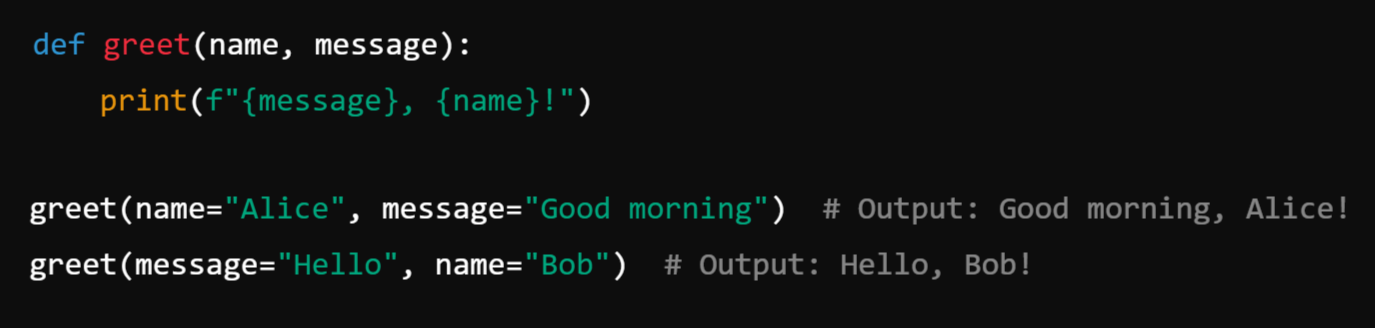 def greet(name, message):
    print(f"{message}, {name}!")
greet(name="Alice", message="Good morning")  # Output: Good morning, Alice!
greet(message="Hello", name="Bob")  # Output: Hello, Bob!